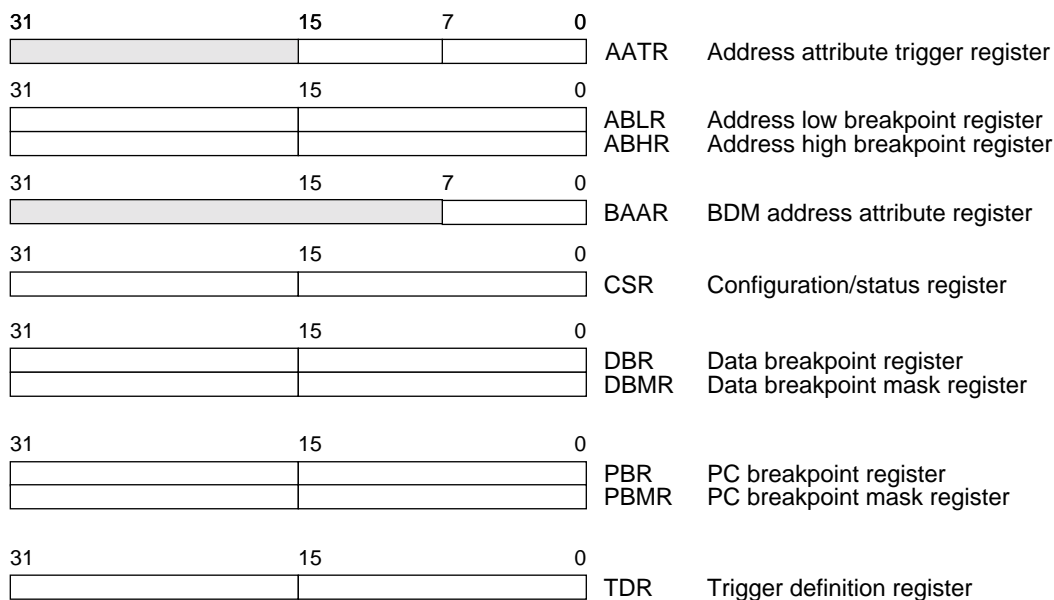 31 15 7 0
AATR Address attribute trigger register
31 15 0
ABLR Address low breakpoint register
ABHR Address high breakpoint register
31 15 7 0
BAAR BDM address attribute register
31 15 0
CSR Configuration/status register
31 15 0
DBR Data breakpoint register
DBMR Data breakpoint mask register
31 15 0
PBR PC breakpoint register
PBMR PC breakpoint mask register
31 15 0
TDR Trigger definition register